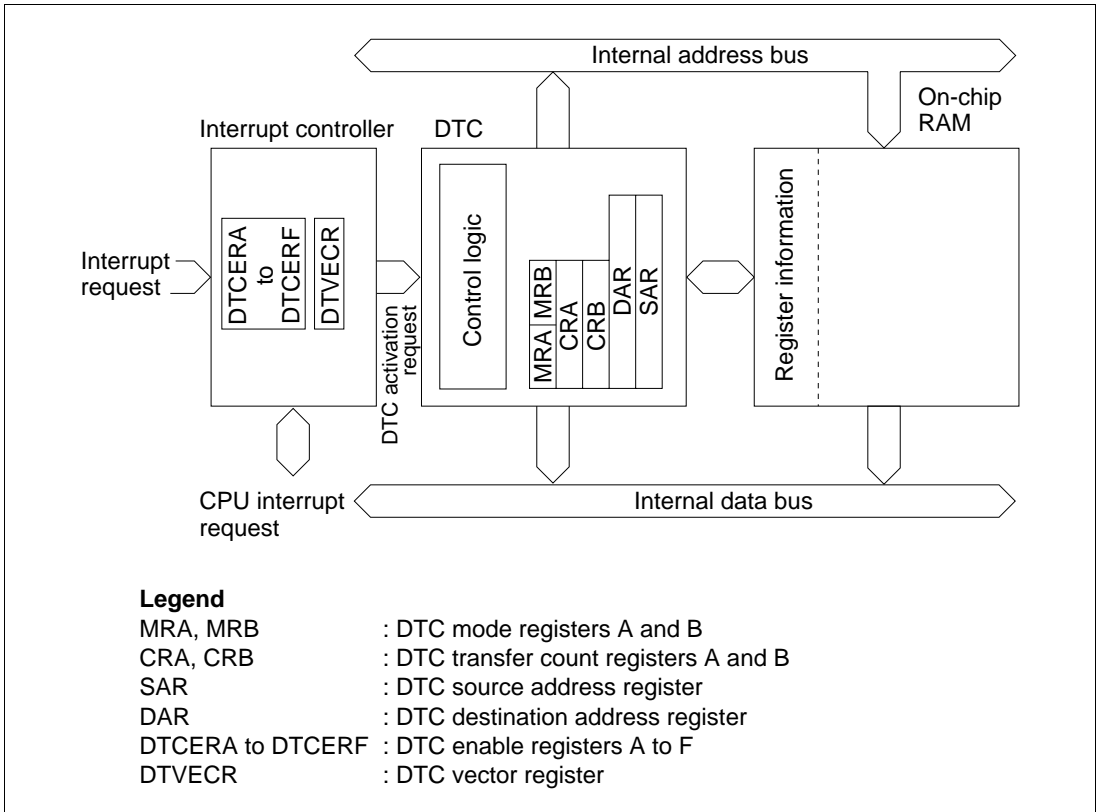 Internal address bus
On-chip
RAM
Interrupt controller
DTC
Interrupt
request
DTCERA
to
DTCERF
DTVECR
DTC activation
request
Control logic
MRA
MRB
CRA
CRB
DAR
SAR
Register information
CPU interrupt
request
Internal data bus
Legend
MRA, MRB : DTC mode registers A and B
CRA, CRB : DTC transfer count registers A and B
SAR : DTC source address register
DAR : DTC destination address register
DTCERA to DTCERF : DTC enable registers A to F
DTVECR : DTC vector register